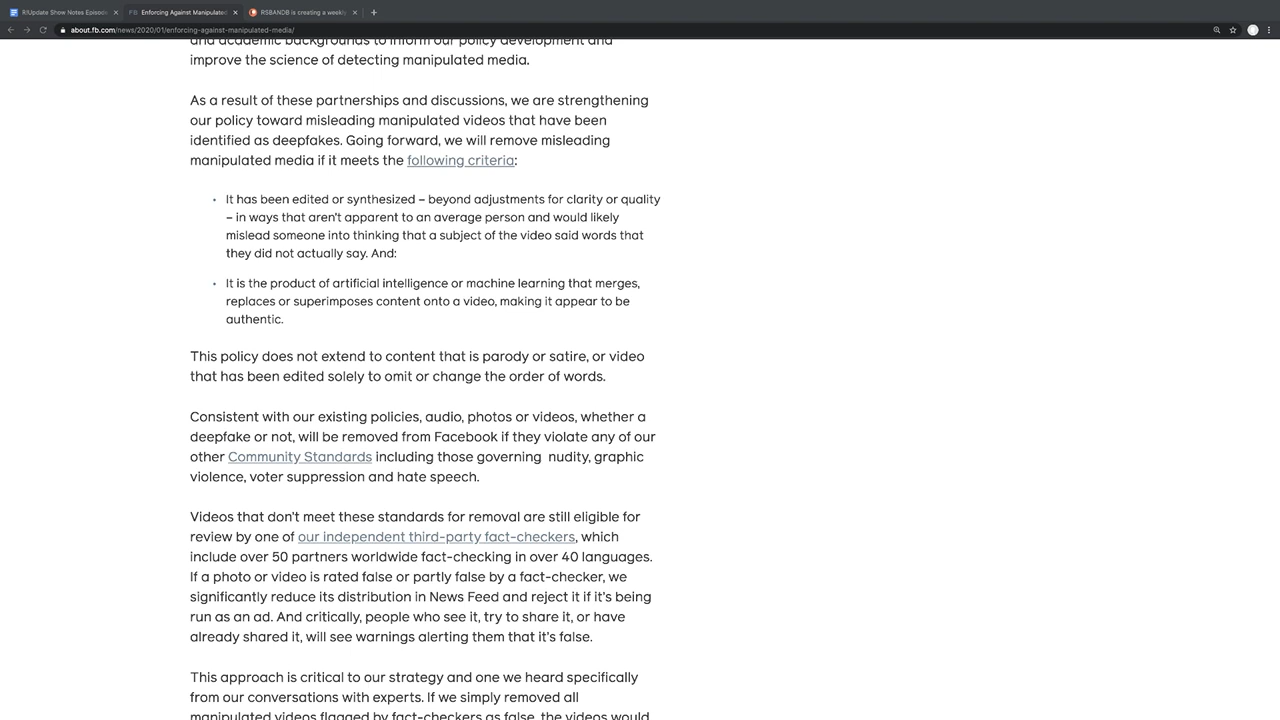 RIUpdate Show Notes Episode
Enforcing Against Manipulated
RSBANDB is creating a weekly
about.fb.com/news/2020/01/enforcing-against-manipulated-media/
and academic backgrounds to inform our policy development and
improve the science of detecting manipulated media.
As a result of these partnerships and discussions, we are strengthening
our policy toward misleading manipulated videos that have been
identified as deepfakes. Going forward, we will remove misleading
manipulated media if it meets the following criteria:
• It has been edited or synthesized – beyond adjustments for clarity or quality
– in ways that aren't apparent to an average person and would likely
mislead someone into thinking that a subject of the video said words that
they did not actually say. And:
• It is the product of artificial intelligence or machine learning that merges,
replaces or superimposes content onto a video, making it appear to be
authentic.
This policy does not extend to content that is parody or satire, or video
that has been edited solely to omit or change the order of words.
Consistent with our existing policies, audio, photos or videos, whether a
deepfake or not, will be removed from Facebook if they violate any of our
other Community Standards including those governing nudity, graphic
violence, voter suppression and hate speech.
Videos that don't meet these standards for removal are still eligible for
review by one of our independent third-party fact-checkers, which
include over 50 partners worldwide fact-checking in over 40 languages.
If a photo or video is rated false or partly false by a fact-checker, we
significantly reduce its distribution in News Feed and reject it if it's being
run as an ad. And critically, people who see it, try to share it, or have
already shared it, will see warnings alerting them that it's false.
This approach is critical to our strategy and one we heard specifically
from our conversations with experts. If we simply removed all
manipulated videos flagged by fact-checkers as false, the videos would